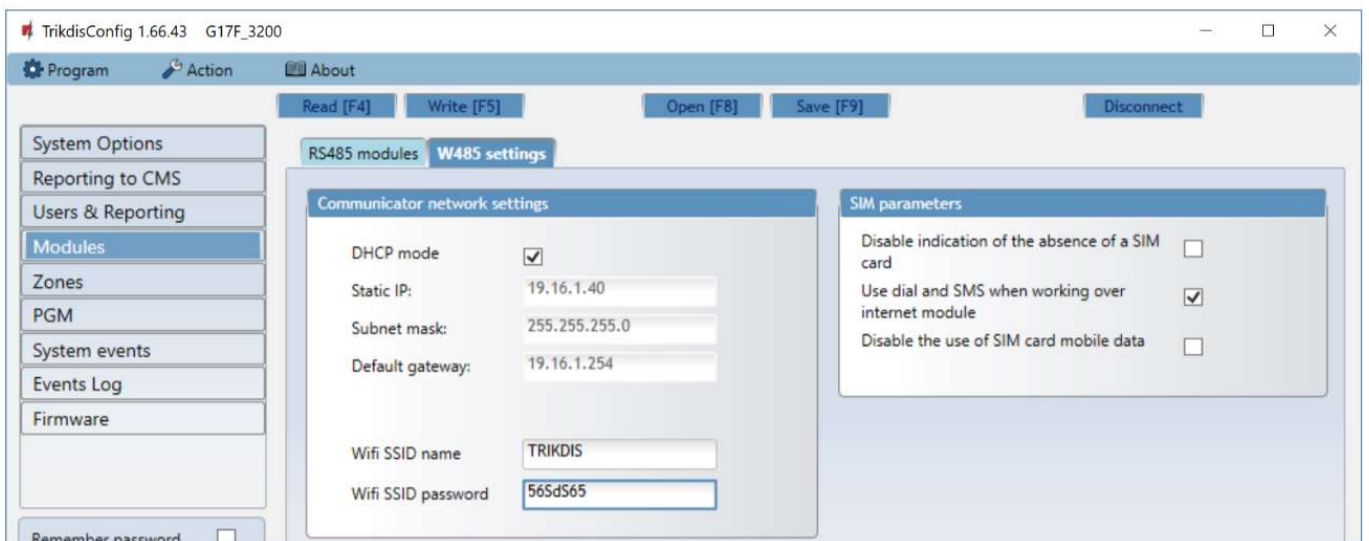 TrikdisConfig 1.66.43 G17F_3200
Program Action About
Read [F4] Write [F5] Open [F8] Save [F9] Disconnect
System Options
Reporting to CMS
Users & Reporting
Modules
Zones
PGM
System events
Events Log
Firmware
Remember password
RS485 modules W485 settings
Communicator network settings
DHCP mode
Static IP: 19.16.1.40
Subnet mask: 255.255.255.0
Default gateway: 19.16.1.254
Wifi SSID name TRIKDIS
Wifi SSID password 56SdS65
SIM parameters
Disable indication of the absence of a SIM
card
Use dial and SMS when working over
internet module
Disable the use of SIM card mobile data